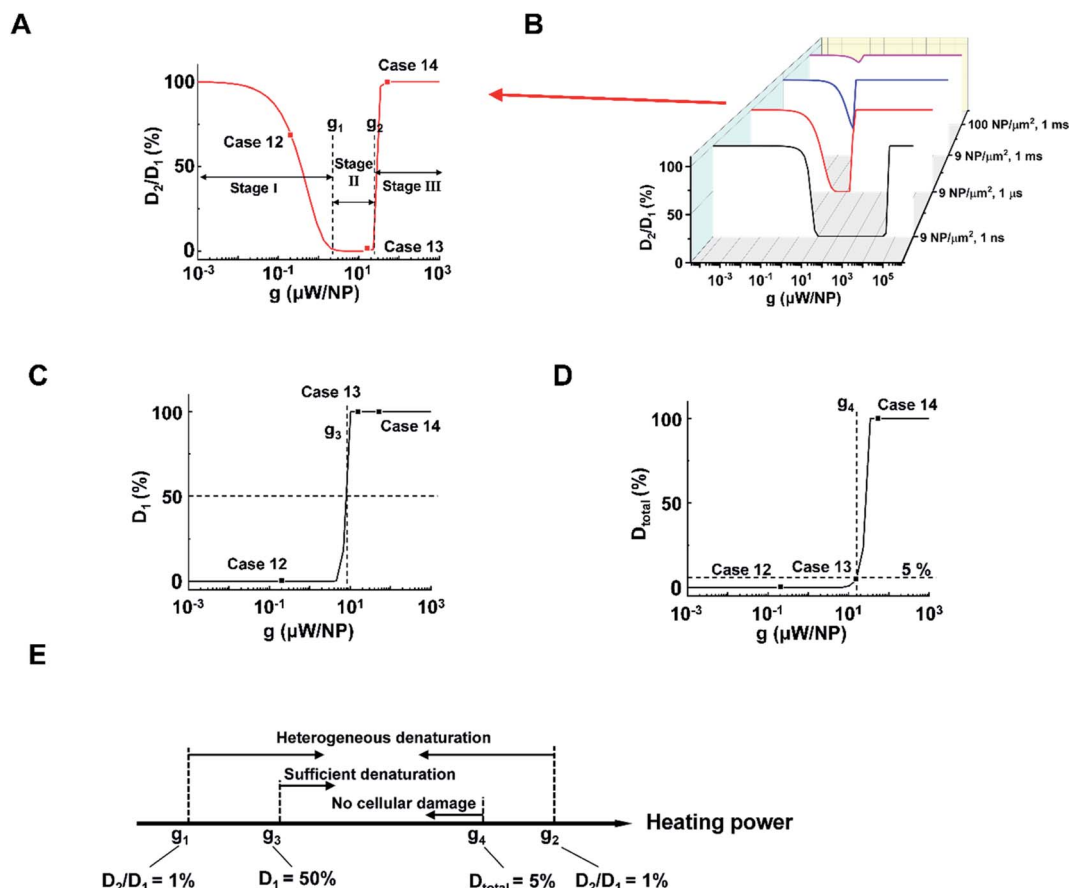 A
B
Case 14
100
g₁
g₂
Case 12
Stage
II
50
Stage I
Stage III
Case 13
0
D₂/D₁ (%)
10⁻³ 10⁻¹ 10¹ 10³
g (μW/NP)
100 NP/μm², 1 ms
9 NP/μm², 1 ms
9 NP/μm², 1 μs
9 NP/μm², 1 ns
100
50
0
D₂/D₁ (%)
10⁻³ 10⁻¹ 10¹ 10³ 10⁵
g (μW/NP)
C
D
Case 13
g₃
Case 14
100
50
Case 12
0
D₁ (%)
10⁻³ 10⁻¹ 10¹ 10³
g (μW/NP)
g₄
Case 14
100
50
Case 12 Case 13 5 %
0
D_total (%)
10⁻³ 10⁻¹ 10¹ 10³
g (μW/NP)
E
Heterogeneous denaturation
Sufficient denaturation
No cellular damage
Heating power
g₁ g₃ g₄ g₂
D₂/D₁ = 1% D₁ = 50% D_total = 5% D₂/D₁ = 1%